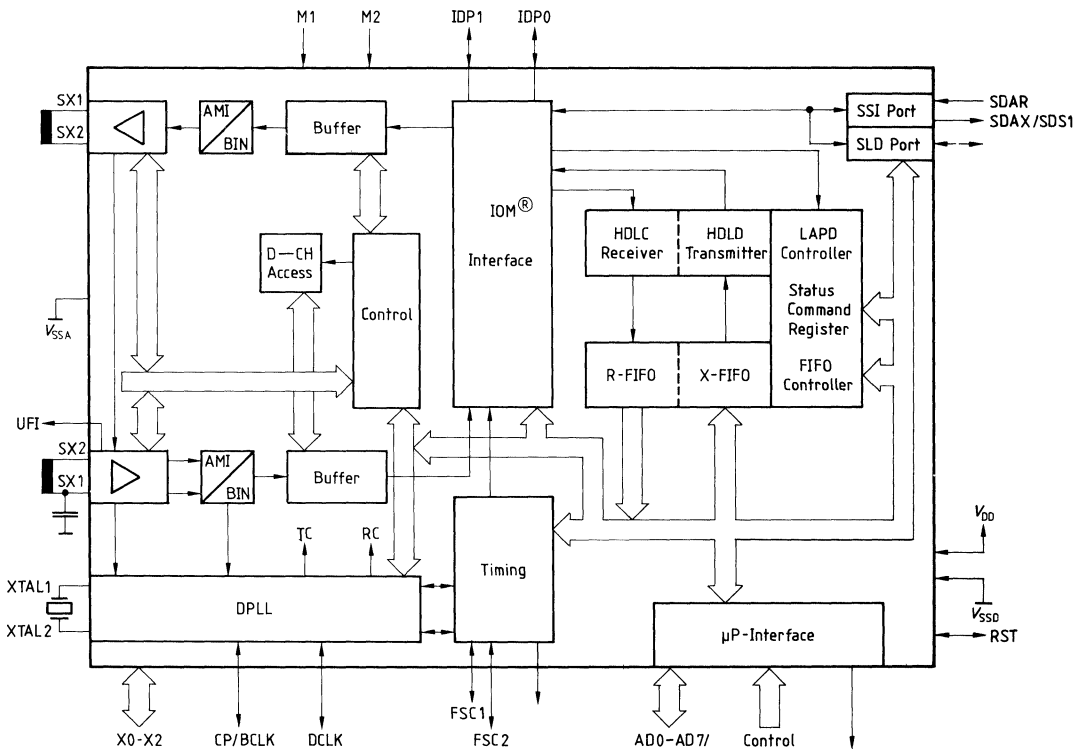 M1 M2 IDP1 IDP0
SX1
SX2
AMI
BIN
Buffer
SSI Port
SLD Port
SDAR
SDAX/SDS1
IOM®
Interface
HDLC
Receiver
HDLD
Transmitter
LAPD
Controller
Status
Command
Register
FIFO
Controller
D—CH
Access
Control
VSSA
R-FIFO
X-FIFO
UFI
SX2
SX1
AMI
BIN
Buffer
TC
RC
Timing
VDD
XTAL1
XTAL2
DPLL
VSSD
µP-Interface
RST
X0-X2
CP/BCLK
DCLK
FSC1
FSC2
AD0-AD7/
Control